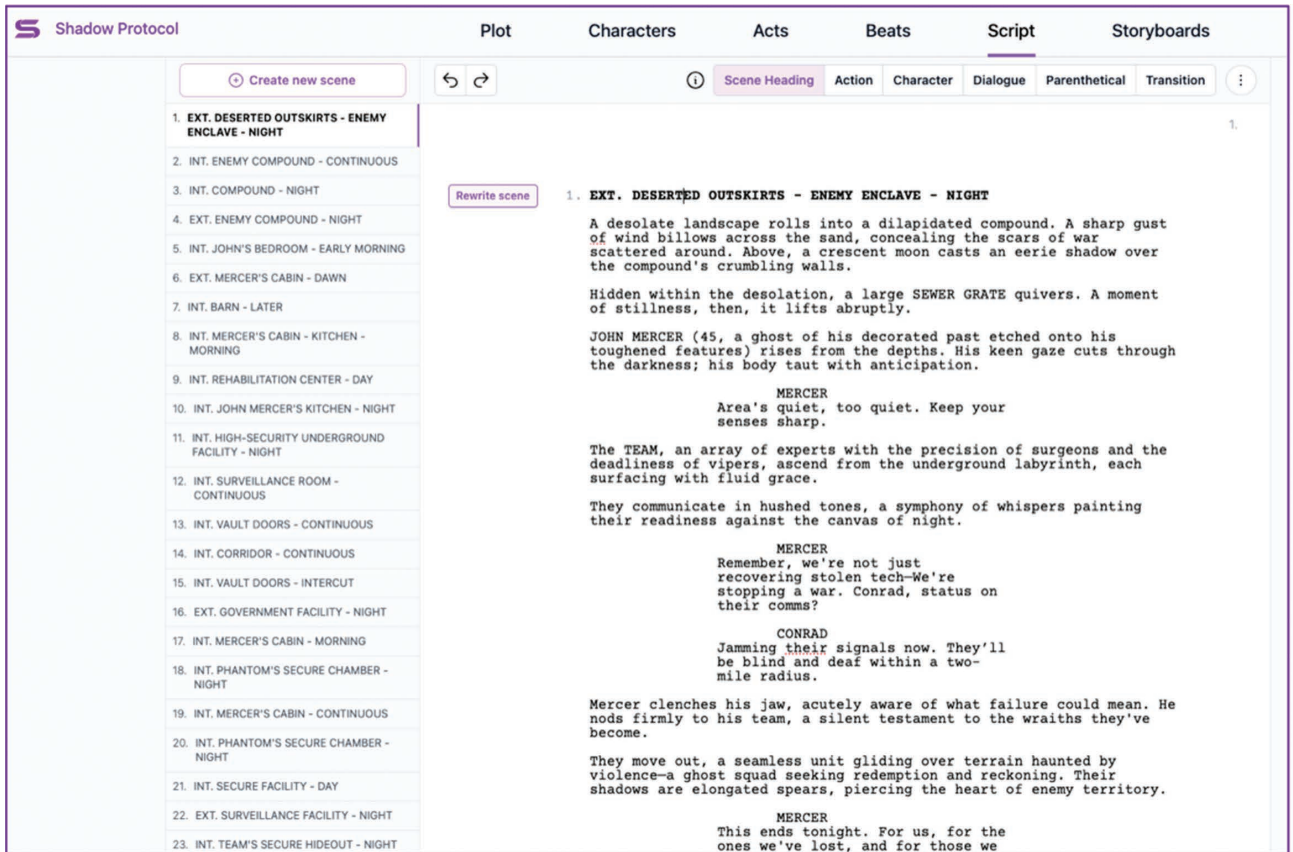 Shadow Protocol
Plot Characters Acts Beats Script Storyboards
Create new scene
Scene Heading Action Character Dialogue Parenthetical Transition
1. EXT. DESERTED OUTSKIRTS - ENEMY
ENCLAVE - NIGHT
2. INT. ENEMY COMPOUND - CONTINUOUS
3. INT. COMPOUND - NIGHT
4. EXT. ENEMY COMPOUND - NIGHT
5. INT. JOHN'S BEDROOM - EARLY MORNING
6. EXT. MERCER'S CABIN - DAWN
7. INT. BARN - LATER
8. INT. MERCER'S CABIN - KITCHEN -
MORNING
9. INT. REHABILITATION CENTER - DAY
10. INT. JOHN MERCER'S KITCHEN - NIGHT
11. INT. HIGH-SECURITY UNDERGROUND
FACILITY - NIGHT
12. INT. SURVEILLANCE ROOM -
CONTINUOUS
13. INT. VAULT DOORS - CONTINUOUS
14. INT. CORRIDOR - CONTINUOUS
15. INT. VAULT DOORS - INTERCUT
16. EXT. GOVERNMENT FACILITY - NIGHT
17. INT. MERCER'S CABIN - MORNING
18. INT. PHANTOM'S SECURE CHAMBER -
NIGHT
19. INT. MERCER'S CABIN - CONTINUOUS
20. INT. PHANTOM'S SECURE CHAMBER -
NIGHT
21. INT. SECURE FACILITY - DAY
22. EXT. SURVEILLANCE FACILITY - NIGHT
23. INT. TEAM'S SECURE HIDEOUT - NIGHT
1.
Rewrite scene
1. EXT. DESERTED OUTSKIRTS - ENEMY ENCLAVE - NIGHT
A desolate landscape rolls into a dilapidated compound. A sharp gust
of wind billows across the sand, concealing the scars of war
scattered around. Above, a crescent moon casts an eerie shadow over
the compound's crumbling walls.
Hidden within the desolation, a large SEWER GRATE quivers. A moment
of stillness, then, it lifts abruptly.
JOHN MERCER (45, a ghost of his decorated past etched onto his
toughened features) rises from the depths. His keen gaze cuts through
the darkness; his body taut with anticipation.
MERCER
Area's quiet, too quiet. Keep your
senses sharp.
The TEAM, an array of experts with the precision of surgeons and the
deadliness of vipers, ascend from the underground labyrinth, each
surfacing with fluid grace.
They communicate in hushed tones, a symphony of whispers painting
their readiness against the canvas of night.
MERCER
Remember, we're not just
recovering stolen tech—We're
stopping a war. Conrad, status on
their comms?
CONRAD
Jamming their signals now. They’ll
be blind and deaf within a two-
mile radius.
Mercer clenches his jaw, acutely aware of what failure could mean. He
nods firmly to his team, a silent testament to the wraiths they've
become.
They move out, a seamless unit gliding over terrain haunted by
violence—a ghost squad seeking redemption and reckoning. Their
shadows are elongated spears, piercing the heart of enemy territory.
MERCER
This ends tonight. For us, for the
ones we've lost, and for those we